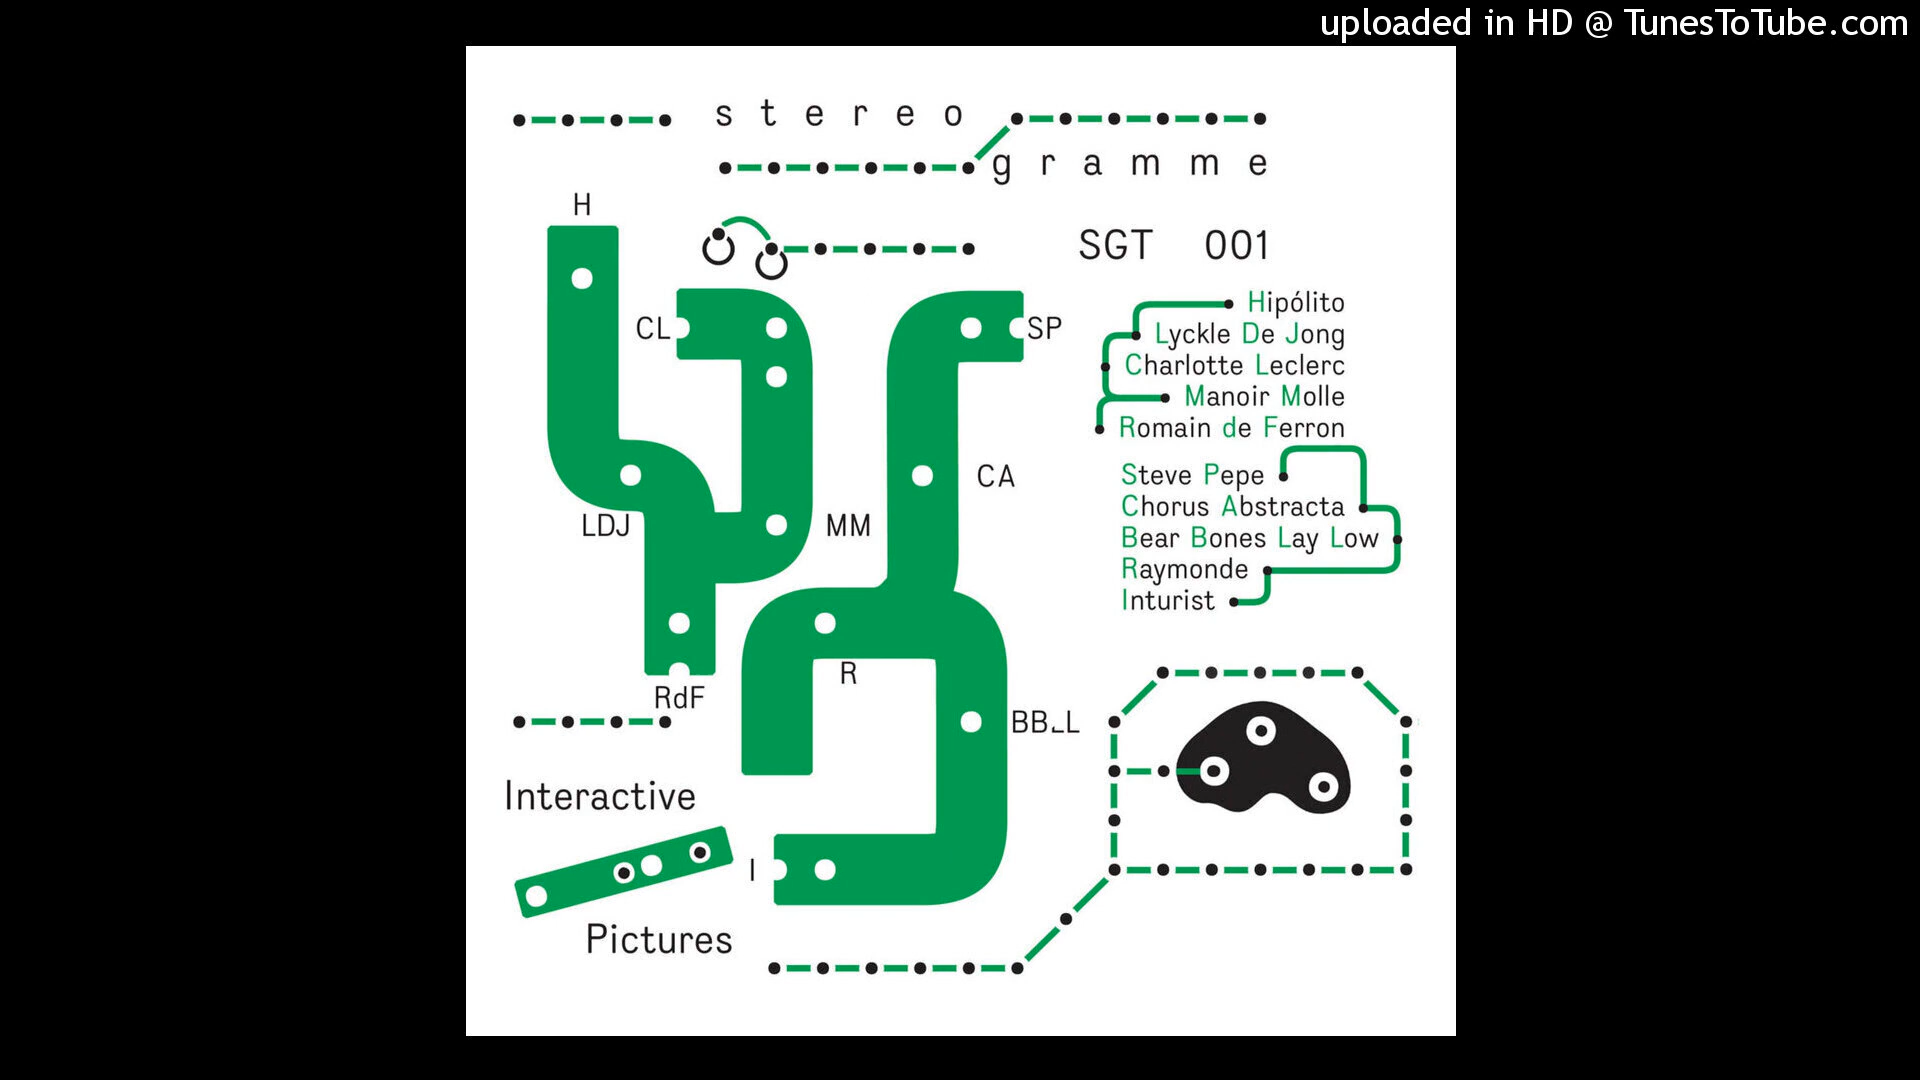 uploaded in HD @ TunesToTube.com
stereo
gramme
H
SGT 001
CL
SP
Hipólito
Lyckle De Jong
Charlotte Leclerc
Manoir Molle
Romain de Ferron
Steve Pepe
Chorus Abstracta
Bear Bones Lay Low
Raymonde
Inturist
CA
LDJ
MM
R
RdF
BBLL
Interactive
I
Pictures